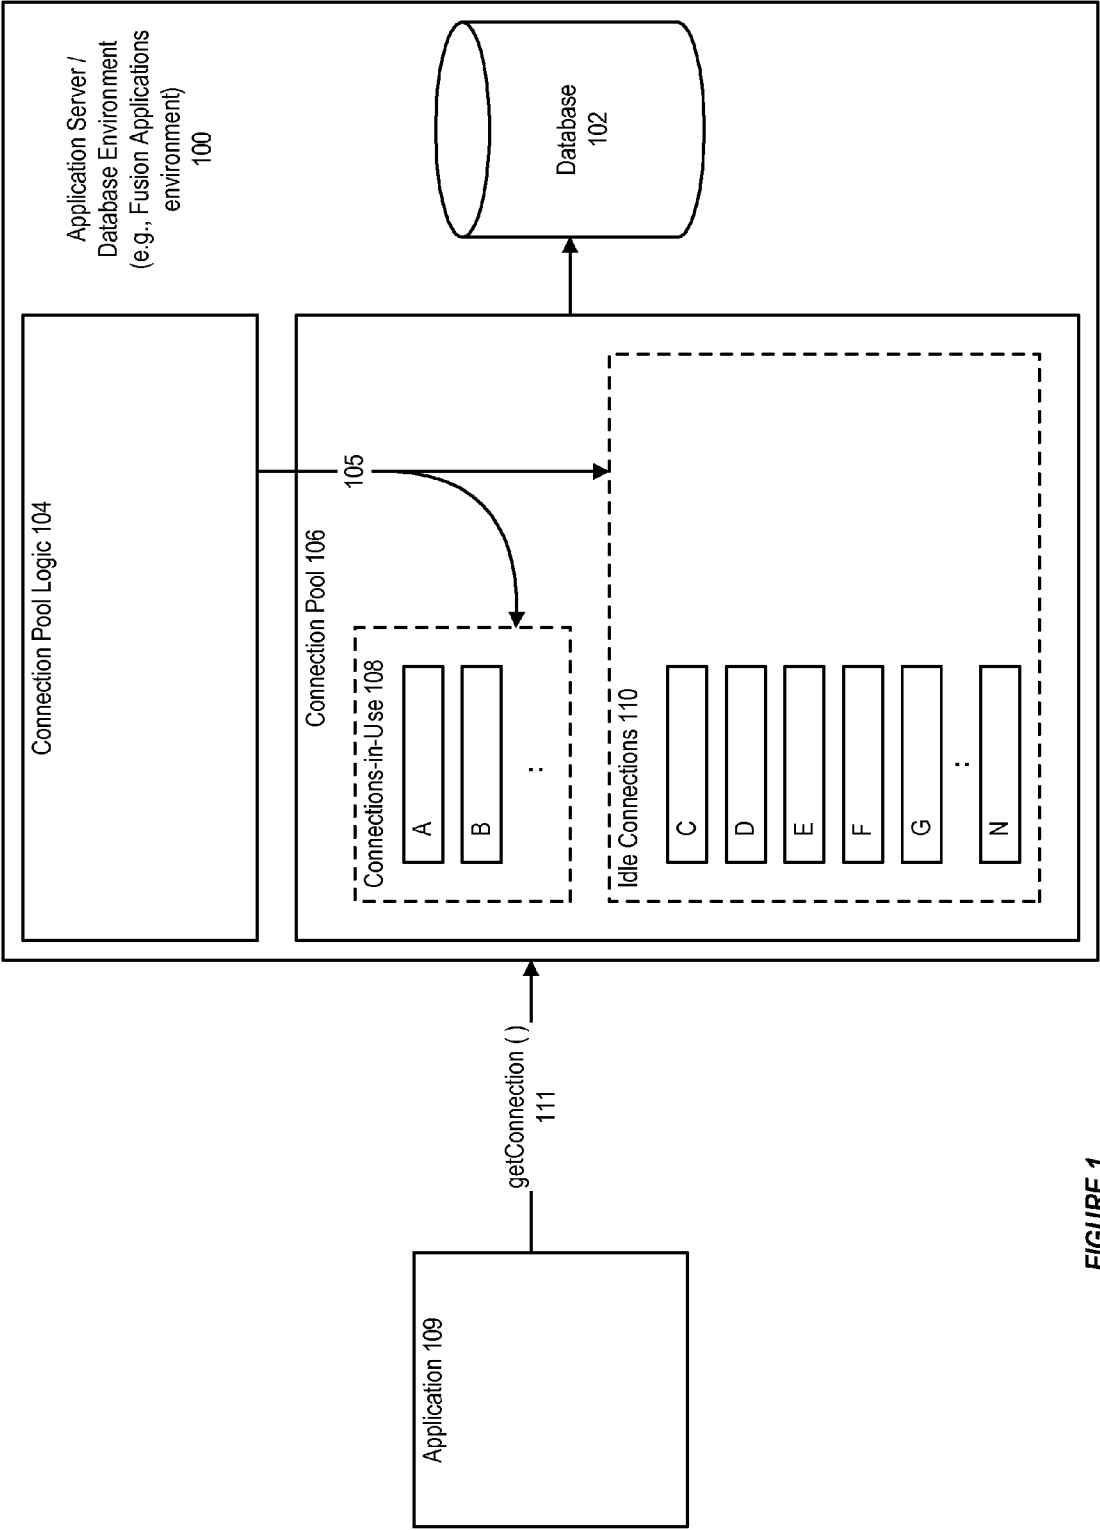 Application Server /
Database Environment
(e.g., Fusion Applications
environment)
100
Connection Pool Logic 104
105
Connection Pool 106
Connections-in-Use 108
A
B
:
Idle Connections 110
C
D
E
F
G
:
N
Database
102
Application 109
getConnection ( )
111
FIGURE 1